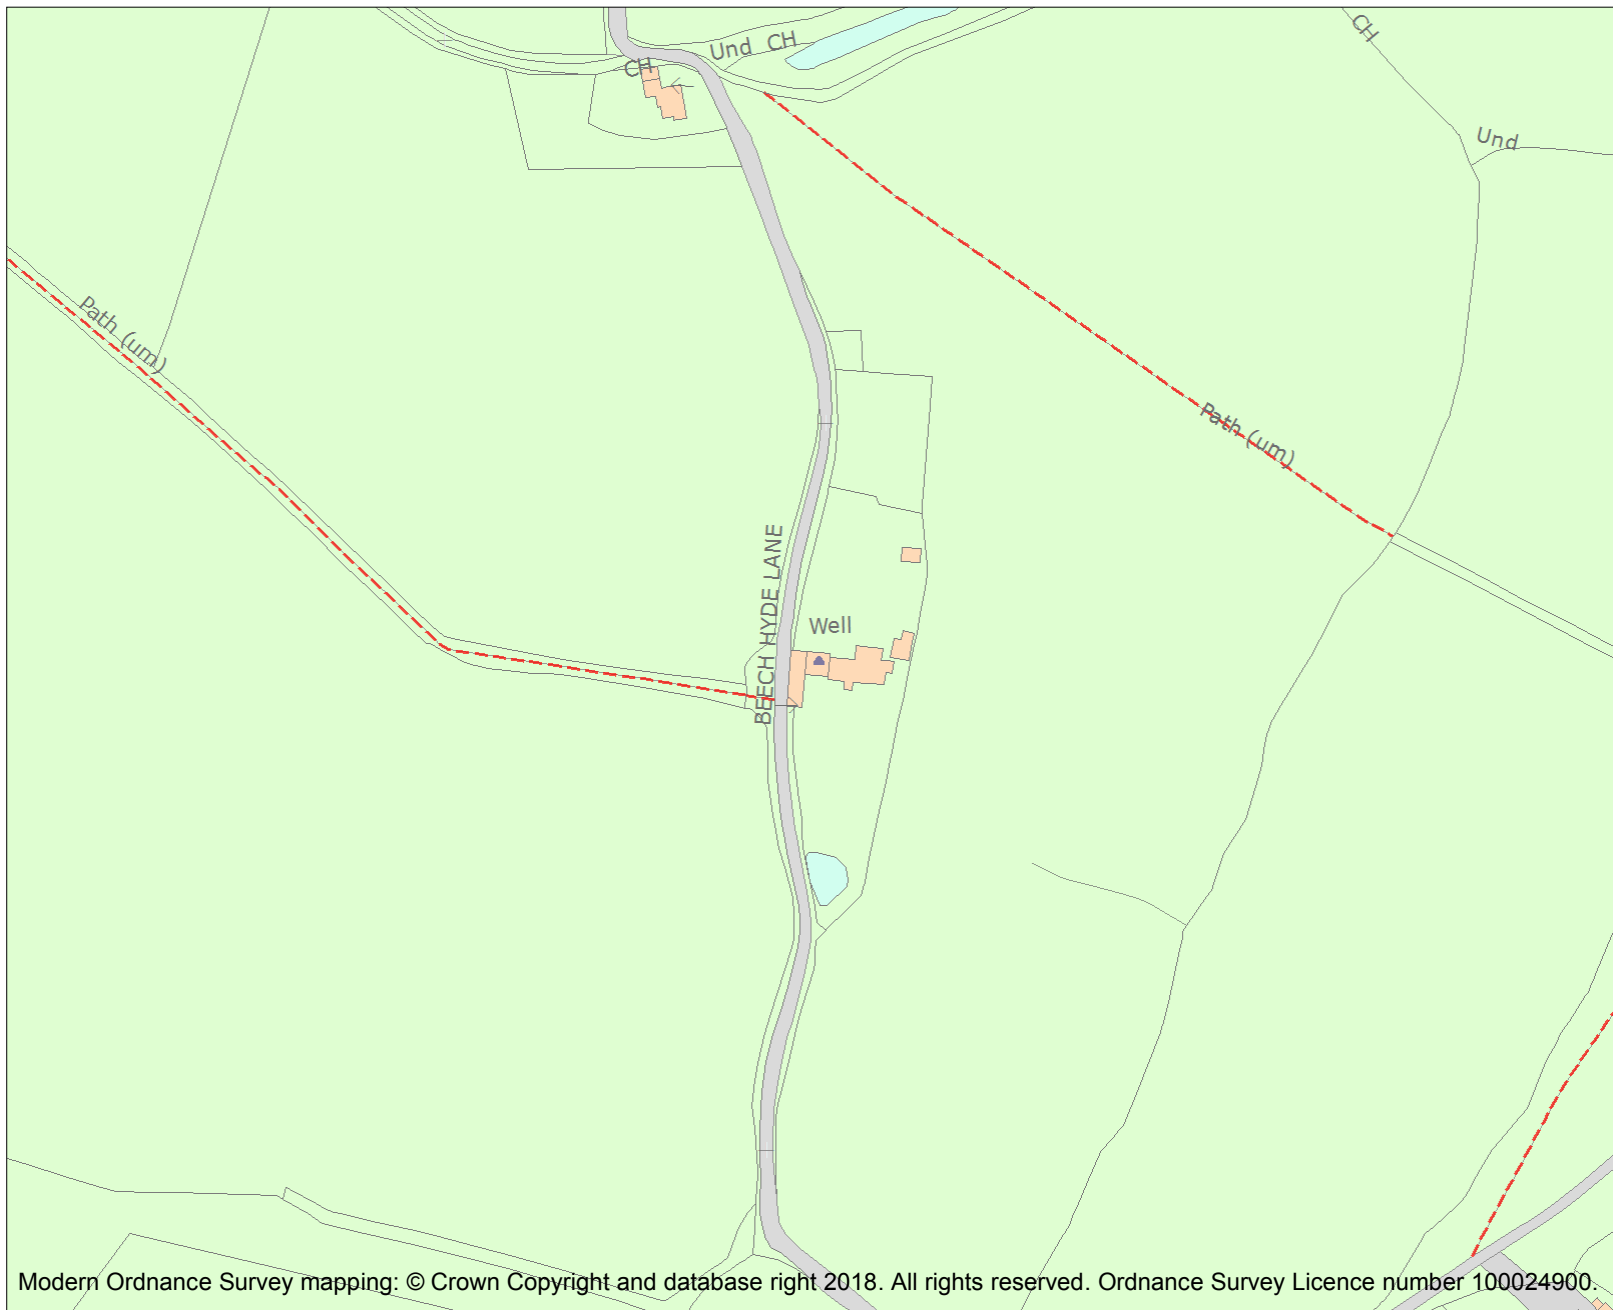 CH
Und CH
CH
Und
Path (um)
Path (um)
BEECH HYDE LANE
Well
Modern Ordnance Survey mapping: © Crown Copyright and database right 2018. All rights reserved. Ordnance Survey Licence number 100024900.